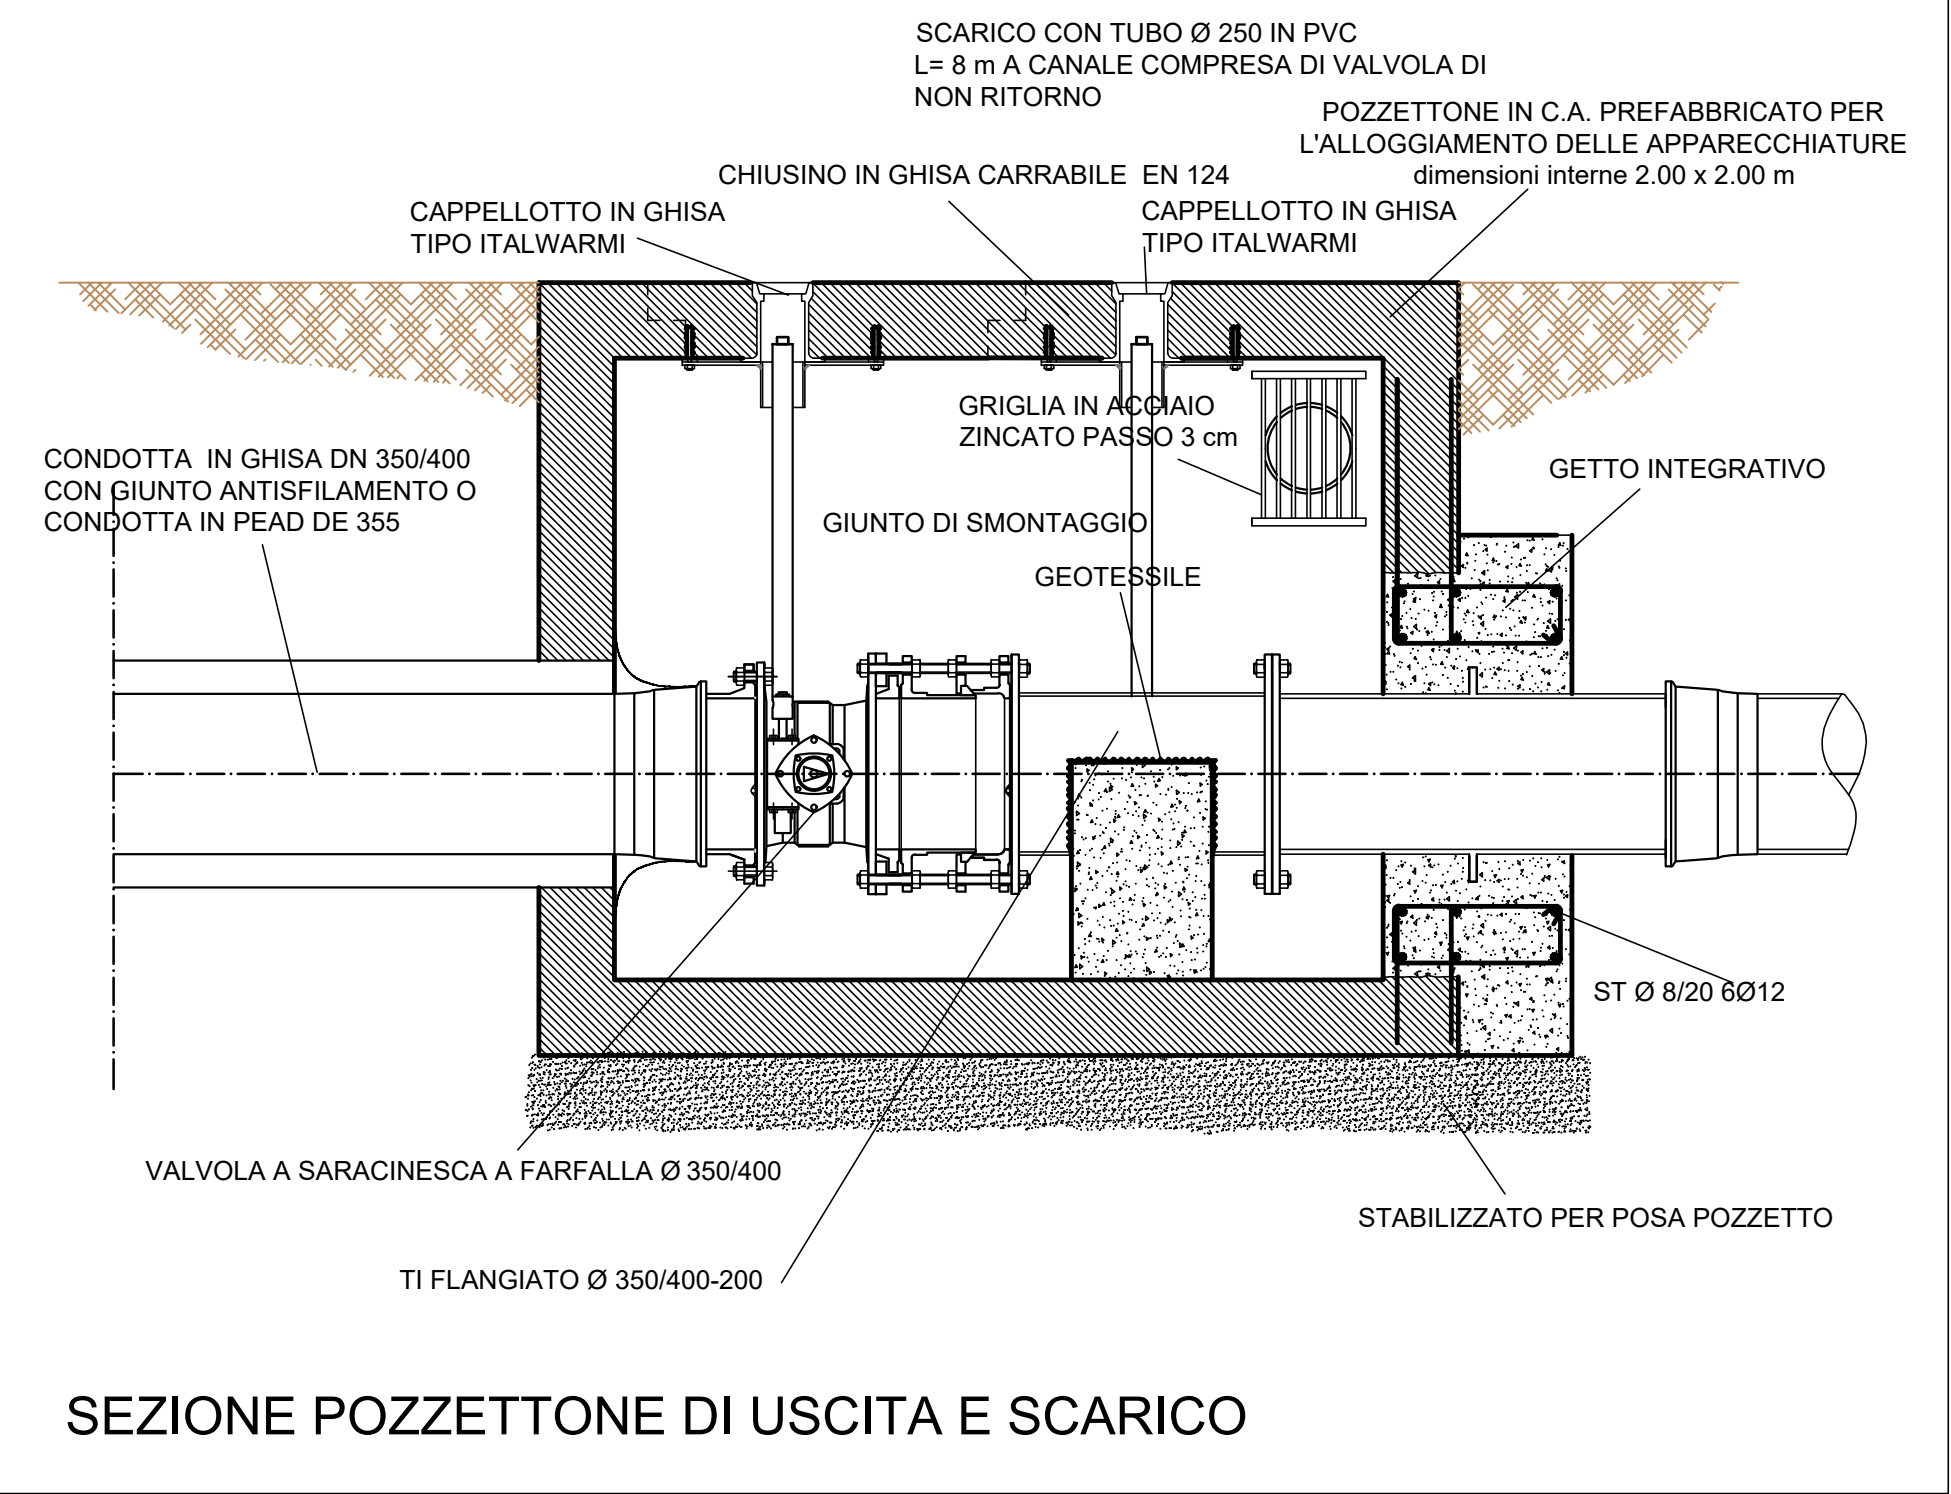 SCARICO CON TUBO Ø 250 IN PVC
L= 8 m A CANALE COMPRESA DI VALVOLA DI
NON RITORNO
POZZETTONE IN C.A. PREFABBRICATO PER
L'ALLOGGIAMENTO DELLE APPARECCHIATURE
dimensioni interne 2.00 x 2.00 m
CHIUSINO IN GHISA CARRABILE EN 124
CAPPELLOTTO IN GHISA
TIPO ITALWARMI
CAPPELLOTTO IN GHISA
TIPO ITALWARMI
GRIGLIA IN ACCIAIO
ZINCATO PASSO 3 cm
CONDOTTA IN GHISA DN 350/400
CON GIUNTO ANTISFILAMENTO O
CONDOTTA IN PEAD DE 355
GETTO INTEGRATIVO
GIUNTO DI SMONTAGGIO
GEOTESSILE
ST Ø 8/20 6Ø12
VALVOLA A SARACINESCA A FARFALLA Ø 350/400
STABILIZZATO PER POSA POZZETTO
TI FLANGIATO Ø 350/400-200
SEZIONE POZZETTONE DI USCITA E SCARICO